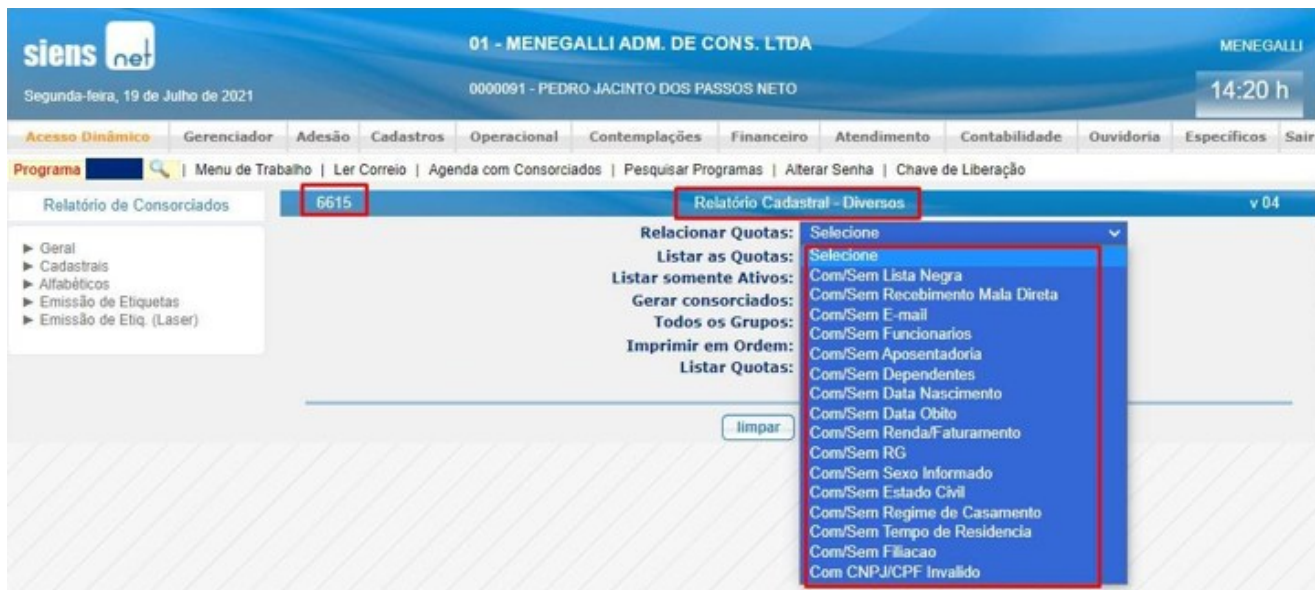 siens net
01 - MENEGALLI ADM. DE CONS. LTDA
MENEGALLI
Segunda-feira, 19 de Julho de 2021
0000091 - PEDRO JACINTO DOS PASSOS NETO
14:20 h
Acesso Dinâmico Gerenciador Adesão Cadastros Operacional Contemplações Financeiro Atendimento Contabilidade Ouvidoria Específicos Sair
Programa | Menu de Trabalho | Ler Correio | Agenda com Consorciados | Pesquisar Programas | Alterar Senha | Chave de Liberação
Relatório de Consorciados
6615
Relatório Cadastral - Diversos
v 04
► Geral
► Cadastrais
► Alfabéticos
► Emissão de Etiquetas
► Emissão de Etiq. (Laser)
Relacionar Quotas: Selecione
Listar as Quotas:
Listar somente Ativos:
Gerar consorciados:
Todos os Grupos:
Imprimir em Ordem:
Listar Quotas:
limpar
Selecione
Com/Sem Lista Negra
Com/Sem Recebimento Mala Direta
Com/Sem E-mail
Com/Sem Funcionarios
Com/Sem Aposentadoria
Com/Sem Dependentes
Com/Sem Data Nascimento
Com/Sem Data Obito
Com/Sem Renda/Faturamento
Com/Sem RG
Com/Sem Sexo Informado
Com/Sem Estado Civil
Com/Sem Regime de Casamento
Com/Sem Tempo de Residencia
Com/Sem Filiacao
Com CNPJ/CPF Invalido